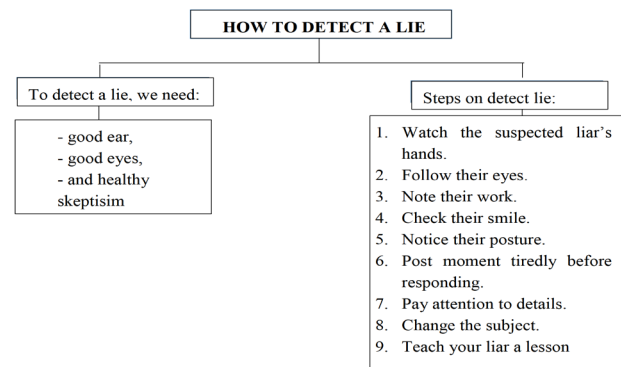 HOW TO DETECT A LIE
To detect a lie, we need:
- good ear,
- good eyes,
- and healthy
skeptisim
Steps on detect lie:
1. Watch the suspected liar's
hands.
2. Follow their eyes.
3. Note their work.
4. Check their smile.
5. Notice their posture.
6. Post moment tiredly before
responding.
7. Pay attention to details.
8. Change the subject.
9. Teach your liar a lesson